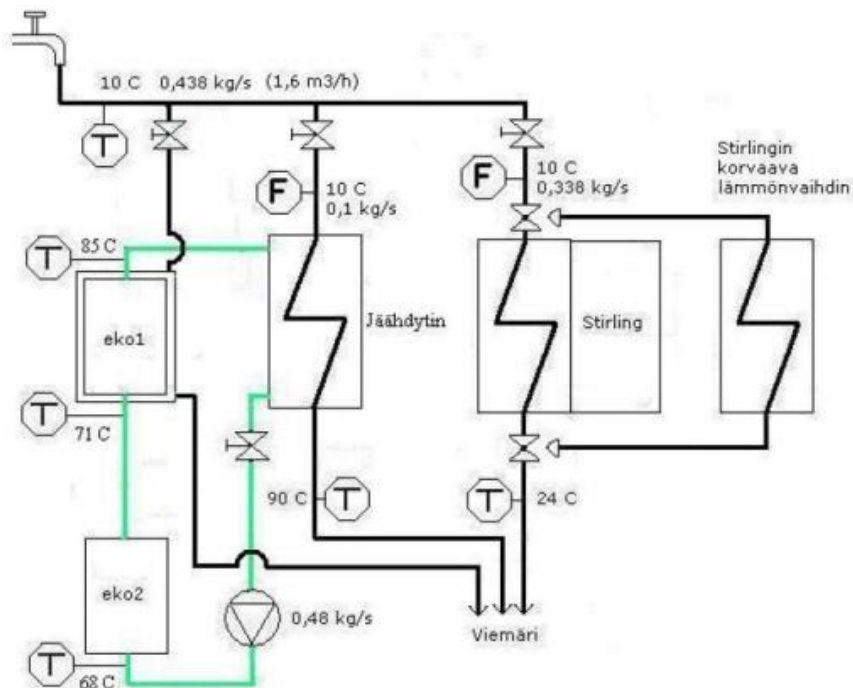 10 C 0,438 kg/s (1,6 m3/h)
T
F
10 C
0,1 kg/s
F
10 C
0,338 kg/s
Stirlingin
korvaava
lämmönvaihdin
T
85 C
eko1
Jäähdytin
Stirling
T
71 C
90 C
T
T
24 C
eko2
0,48 kg/s
Viemäri
T
68 C